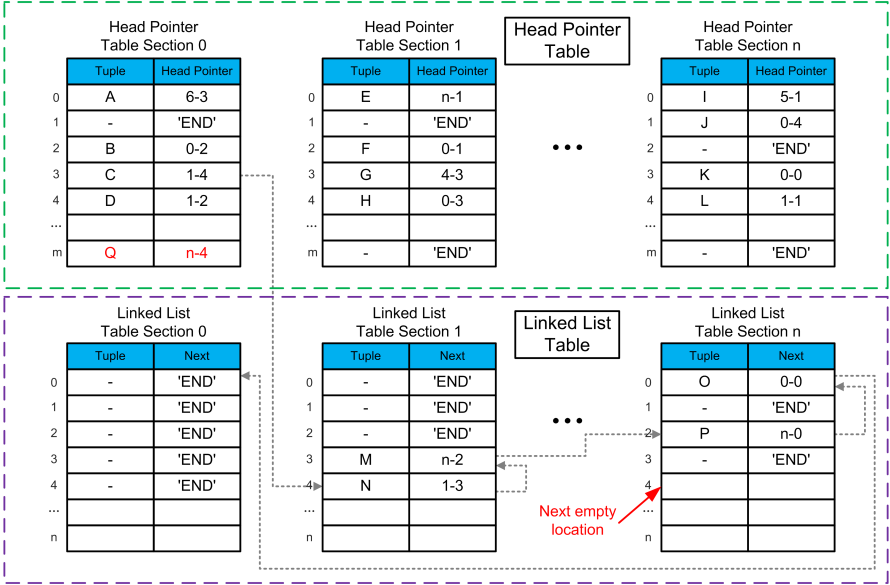 Head Pointer
Table Section 0
Head Pointer
Table Section 1
Head Pointer
Table
Head Pointer
Table Section n
Tuple Head Pointer Tuple Head Pointer Tuple Head Pointer
0 A 6-3 0 E n-1 0 I 5-1
1 - 'END' 1 - 'END' 1 J 0-4
2 B 0-2 2 F 0-1 2 - 'END'
3 C 1-4 3 G 4-3 3 K 0-0
4 D 1-2 4 H 0-3 4 L 1-1
... ... ...
m Q n-4 m - 'END' m - 'END'
Linked List
Table Section 0
Linked List
Table Section 1
Linked List
Table
Linked List
Table Section n
Tuple Next Tuple Next Tuple Next
0 - 'END' 0 - 'END' 0 O 0-0
1 - 'END' 1 - 'END' 1 - 'END'
2 - 'END' 2 - 'END' 2 P n-0
3 - 'END' 3 M n-2 3 - 'END'
4 - 'END' 4 N 1-3 4
... ... ...
n n n
Next empty
location